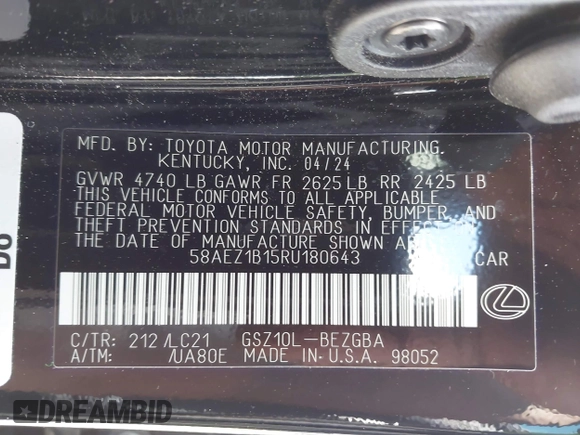 MFD. BY: TOYOTA MOTOR MANUFACTURING.
KENTUCKY, INC. 04/24
GVWR 4740 LB GAWR FR 2625 LB RR 2425 LB
THIS VEHICLE CONFORMS TO ALL APPLICABLE
FEDERAL MOTOR VEHICLE SAFETY, BUMPER, AND
THEFT PREVENTION STANDARDS IN EFFECT
THE DATE OF MANUFACTURE SHOWN
58AEZ1B15RU180643 CAR
C/TR: 212/LC21 GSZ10L-BEZGBA
A/TM: /UA80E MADE IN U.S.A. 98052
DREAMBID